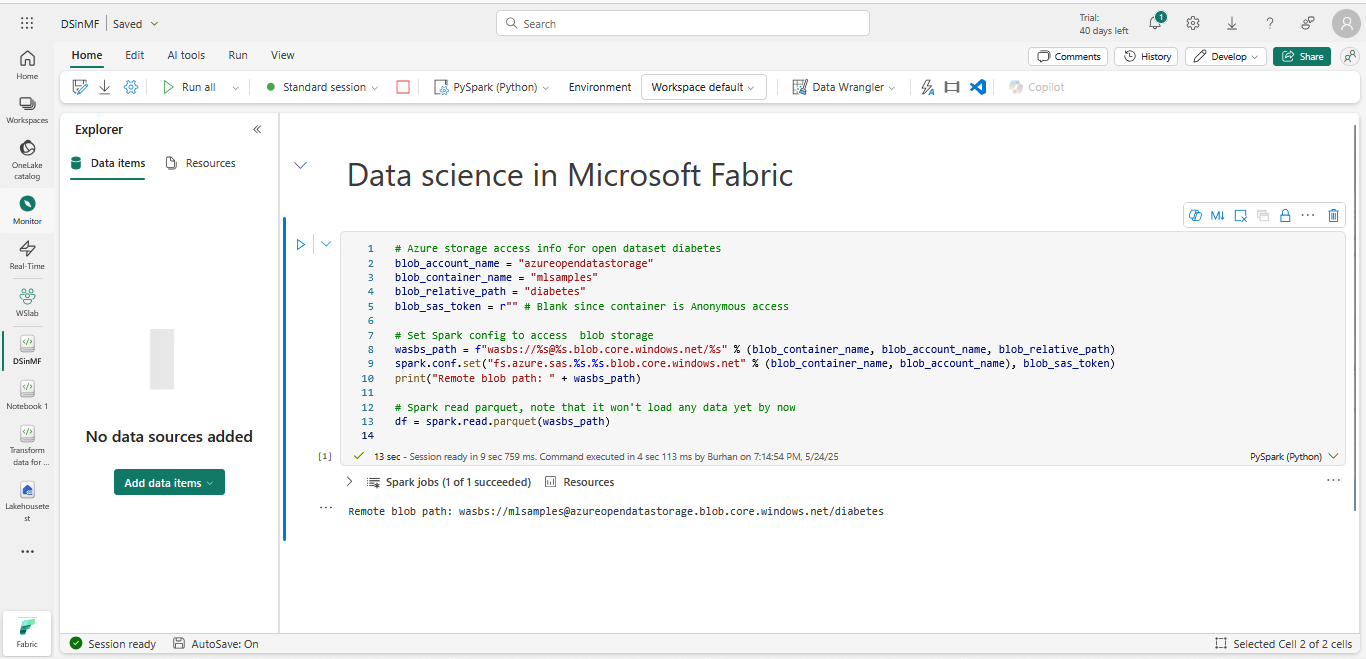 DSinMF Saved
Search
Trial:
40 days left
1
Home Edit AI tools Run View
Comments History Develop Share
Run all Standard session PySpark (Python) Environment Workspace default Data Wrangler Copilot
Home
Workspaces
OneLake
catalog
Monitor
Real-Time
WSlab
DSinMF
Notebook 1
Transform
data for ...
Lakehousete
st
Fabric
Explorer
Data items Resources
No data sources added
Add data items
Data science in Microsoft Fabric
M↓
1 # Azure storage access info for open dataset diabetes
2 blob_account_name = "azureopendatastorage"
3 blob_container_name = "mlsamples"
4 blob_relative_path = "diabetes"
5 blob_sas_token = r"" # Blank since container is Anonymous access
6
7 # Set Spark config to access  blob storage
8 wasbs_path = f"wasbs://%s@%s.blob.core.windows.net/%s" % (blob_container_name, blob_account_name, blob_relative_path)
9 spark.conf.set("fs.azure.sas.%s.%s.blob.core.windows.net" % (blob_container_name, blob_account_name), blob_sas_token)
10 print("Remote blob path: " + wasbs_path)
11
12 # Spark read parquet, note that it won't load any data yet by now
13 df = spark.read.parquet(wasbs_path)
14
[1] 13 sec - Session ready in 9 sec 759 ms. Command executed in 4 sec 113 ms by Burhan on 7:14:54 PM, 5/24/25 PySpark (Python)
Spark jobs (1 of 1 succeeded) Resources
Remote blob path: wasbs://mlsamples@azureopendatastorage.blob.core.windows.net/diabetes
Session ready AutoSave: On Selected Cell 2 of 2 cells